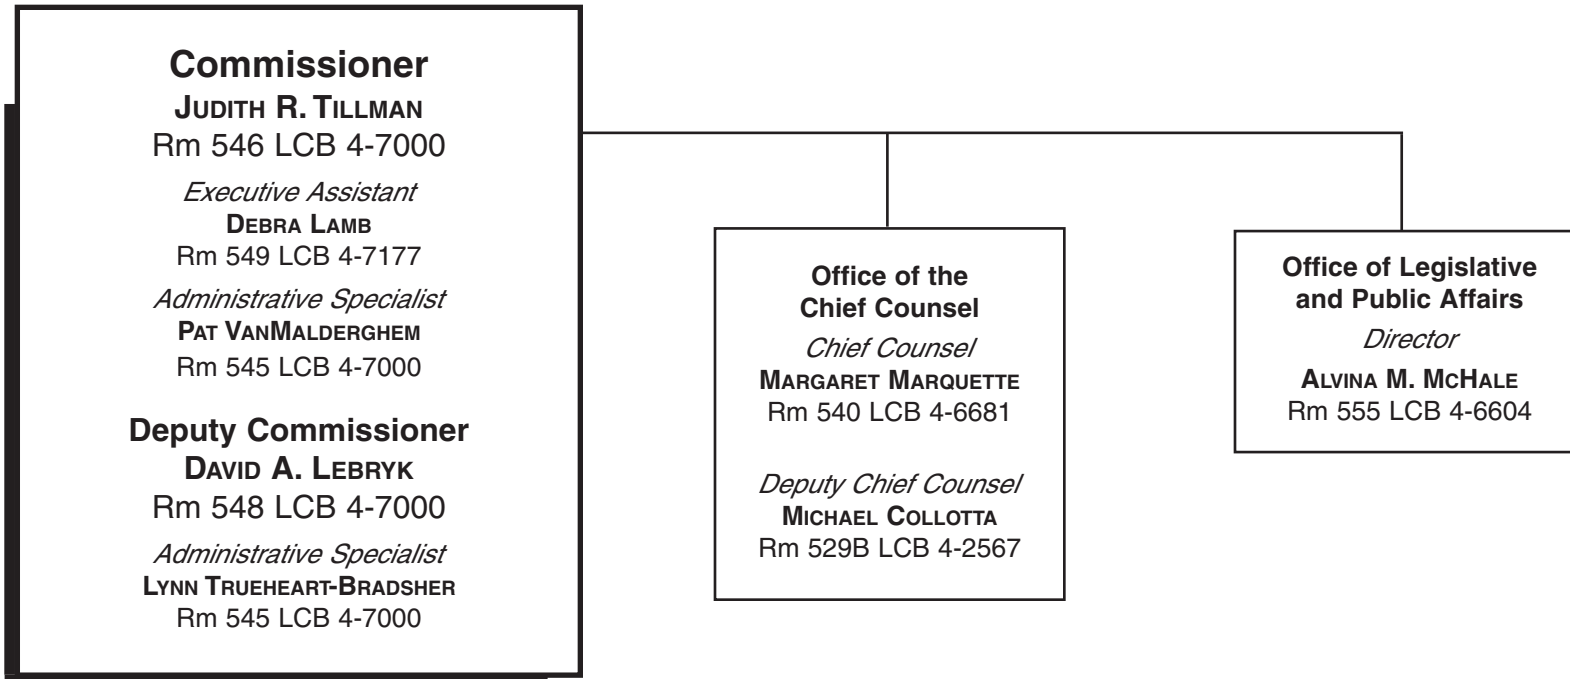 Commissioner
JUDITH R. TILLMAN
Rm 546 LCB 4-7000
Executive Assistant
DEBRA LAMB
Rm 549 LCB 4-7177
Administrative Specialist
PAT VANMALDERGHEM
Rm 545 LCB 4-7000
Deputy Commissioner
DAVID A. LEBRYK
Rm 548 LCB 4-7000
Administrative Specialist
LYNN TRUEHEART-BRADSHER
Rm 545 LCB 4-7000
Office of the
Chief Counsel
Chief Counsel
MARGARET MARQUETTE
Rm 540 LCB 4-6681
Deputy Chief Counsel
MICHAEL COLLOTTA
Rm 529B LCB 4-2567
Office of Legislative
and Public Affairs
Director
ALVINA M. MCHALE
Rm 555 LCB 4-6604